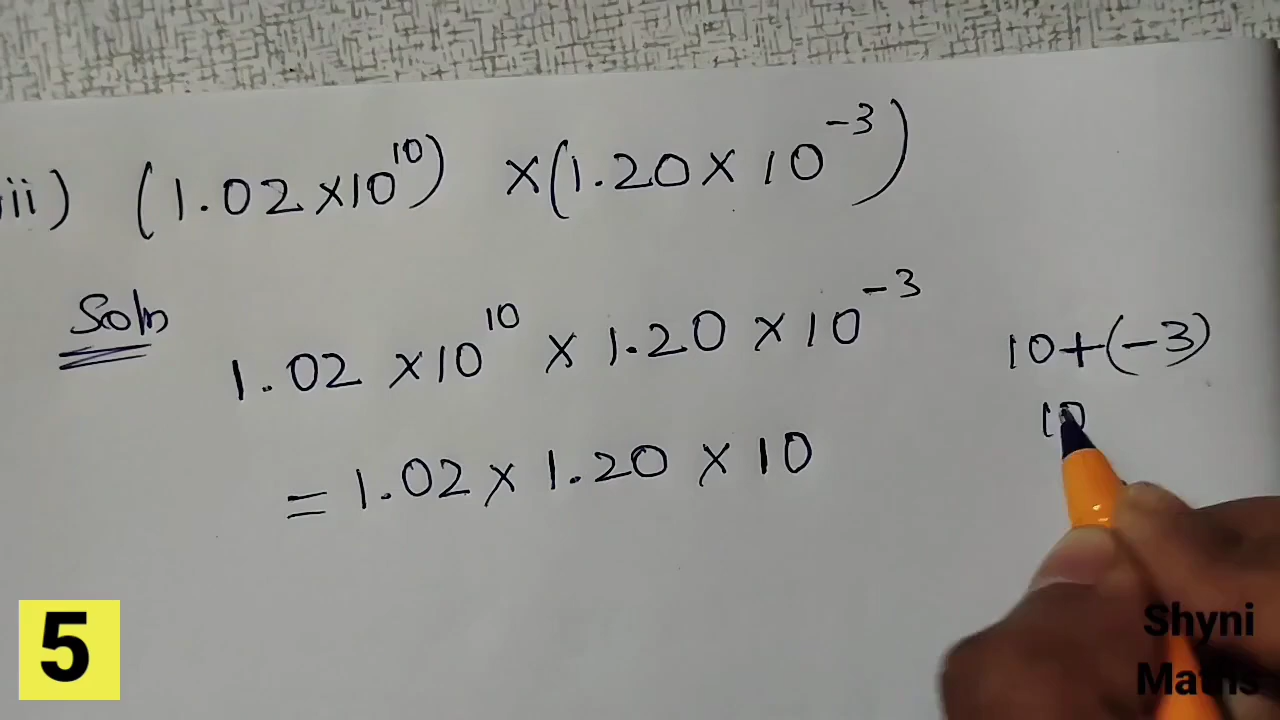 iii) (1.02 ×10^10) ×(1.20 × 10^-3)
Soln
1.02 ×10^10 × 1.20 × 10^-3
10+(-3)
10
= 1.02 × 1.20 × 10
5
Shyni
Maths